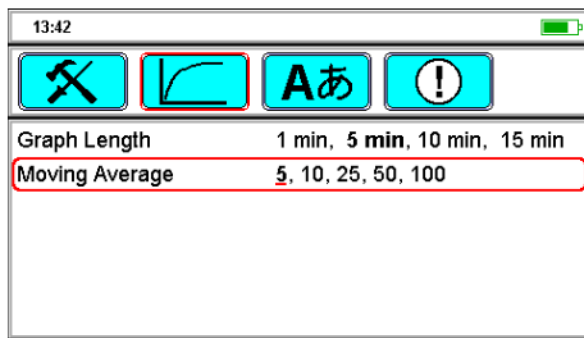 13:42
Aあ
!
Graph Length 1 min, 5 min, 10 min, 15 min
Moving Average 5, 10, 25, 50, 100